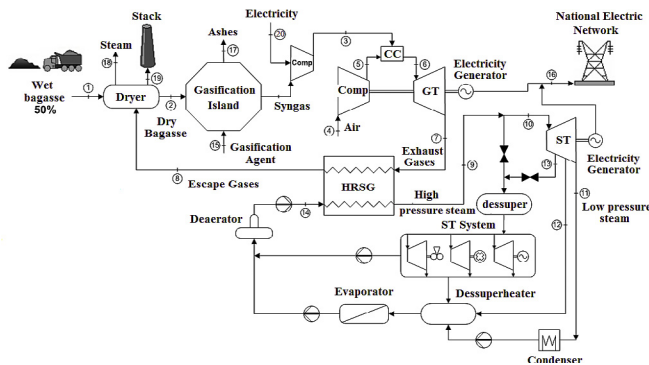 Electricity
National Electric
Network
Steam
Stack
Ashes
20
3
17
CC
18
19
Comp
5
6
Electricity
Generator
16
Wet
bagasse
50%
1
Dryer
2
Gasification
Island
Syngas
Comp
GT
Dry
Bagasse
4
Air
10
ST
15
Gasification
Agent
7
Exhaust
Gases
13
Electricity
Generator
8
Escape Gases
HRSG
9
11
Low pressure
steam
High
pressure steam
14
dessuper
12
Deaerator
ST System
Evaporator
Dessuperheater
Condenser